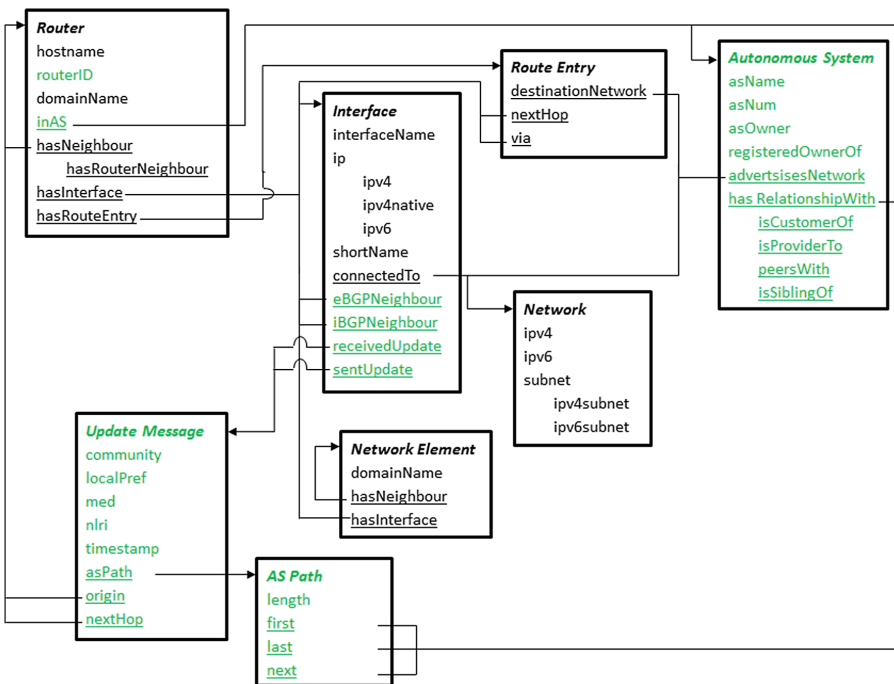 Router
hostname
routerID
domainName
inAS
hasNeighbour
hasRouterNeighbour
hasInterface
hasRouteEntry
Interface
interfaceName
ip
ipv4
ipv4native
ipv6
shortName
connectedTo
eBGPNeighbour
iBGPNeighbour
receivedUpdate
sentUpdate
Route Entry
destinationNetwork
nextHop
via
Autonomous System
asName
asNum
asOwner
registeredOwnerOf
advertsisesNetwork
has RelationshipWith
isCustomerOf
isProviderTo
peersWith
isSiblingOf
Network
ipv4
ipv6
subnet
ipv4subnet
ipv6subnet
Update Message
community
localPref
med
nlri
timestamp
asPath
origin
nextHop
Network Element
domainName
hasNeighbour
hasInterface
AS Path
length
first
last
next